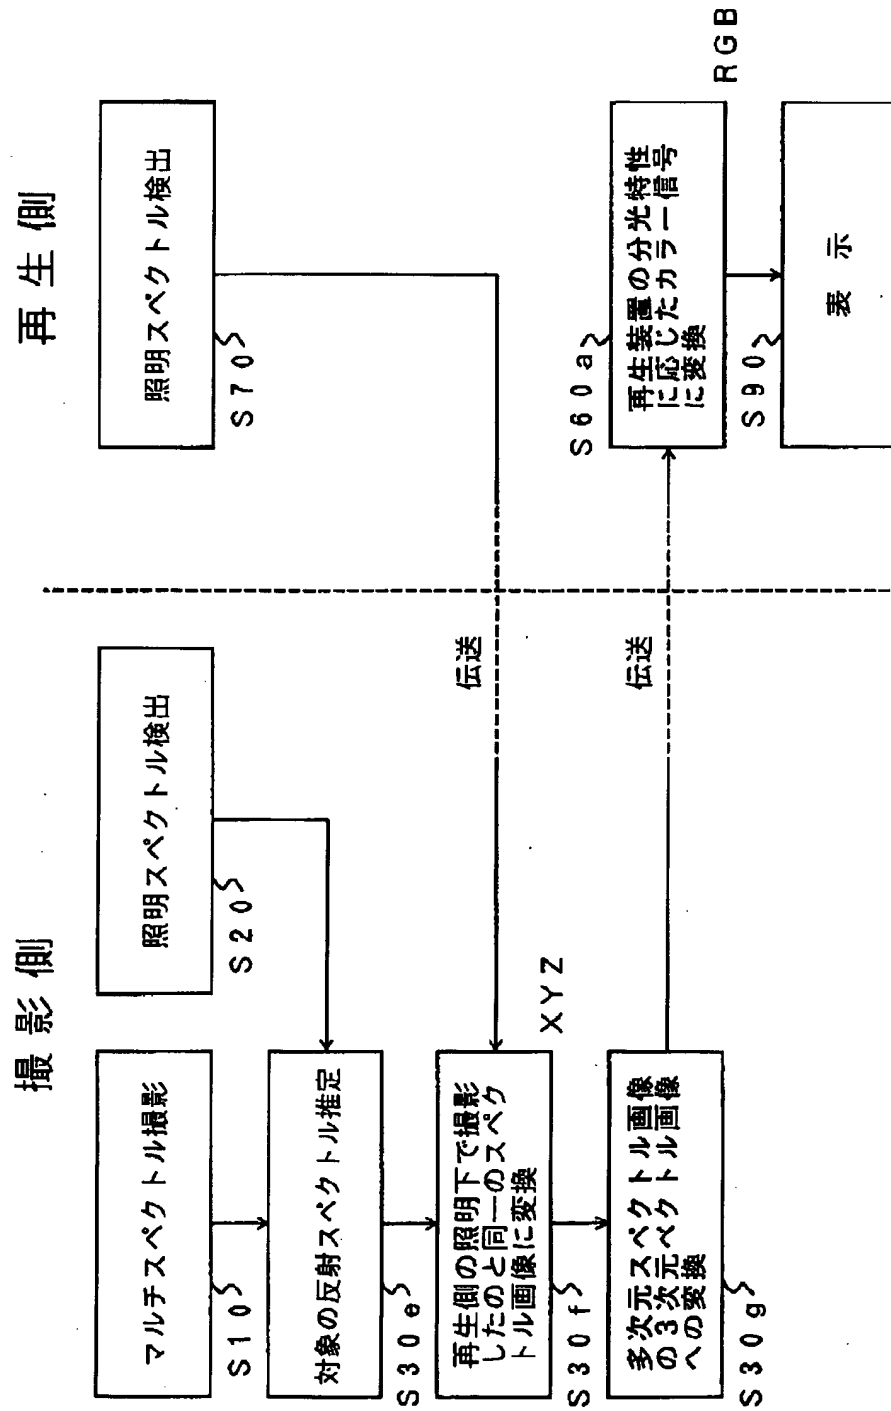 撮影側
再生側
マルチスペクトル撮影
S10
照明スペクトル検出
S20
照明スペクトル検出
S70
対象の反射スペクトル推定
S30e
再生側の照明下で撮影
したのと同一のスペク
トル画像に変換
S30f
XYZ
伝送
多次元スペクトル画像
の3次元ベクトル画像
への変換
S30g
伝送
再生装置の分光特性
に応じたカラー信号
に変換
S60a
RGB
表示
S90